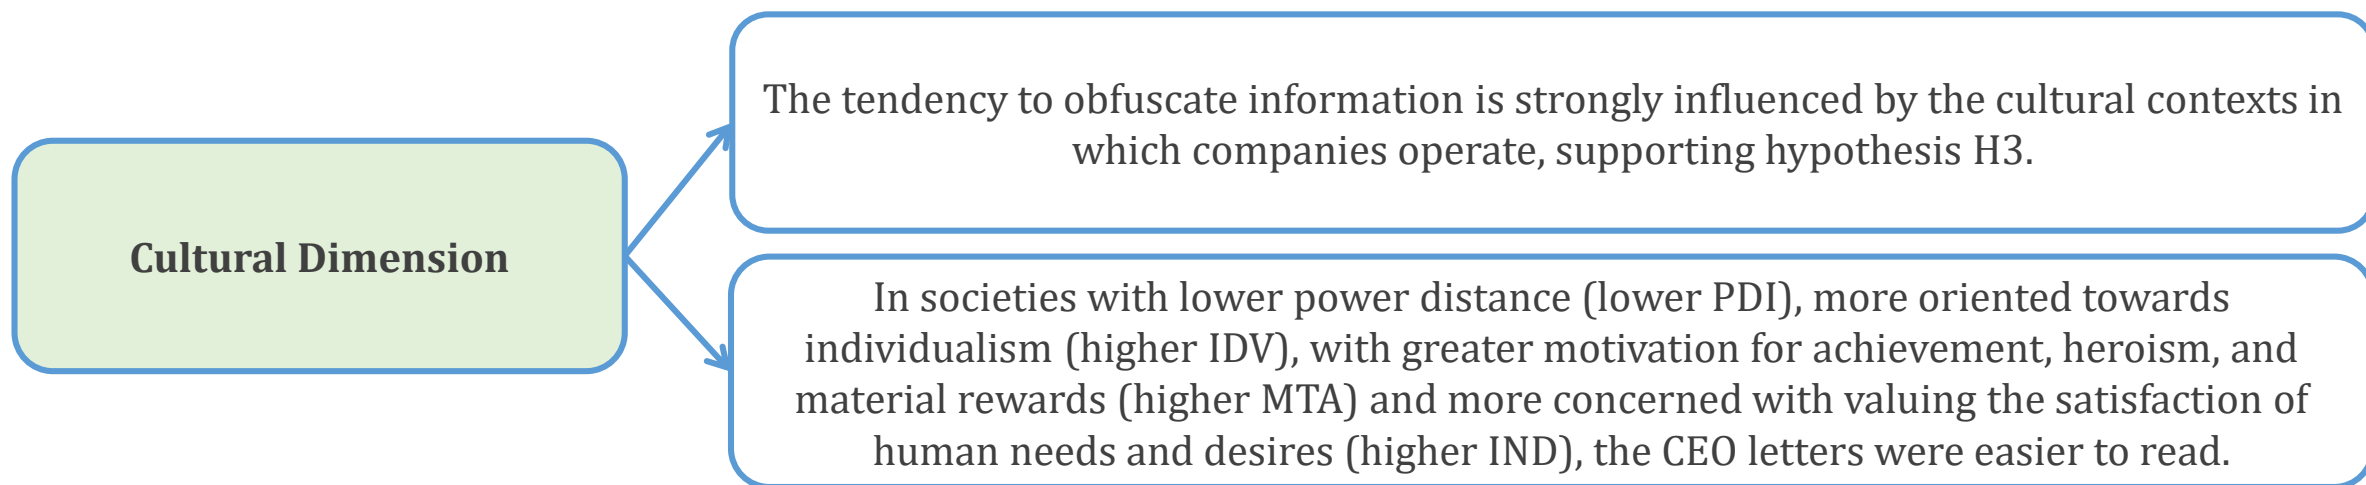 Cultural Dimension
The tendency to obfuscate information is strongly influenced by the cultural contexts in
which companies operate, supporting hypothesis H3.
In societies with lower power distance (lower PDI), more oriented towards
individualism (higher IDV), with greater motivation for achievement, heroism, and
material rewards (higher MTA) and more concerned with valuing the satisfaction of
human needs and desires (higher IND), the CEO letters were easier to read.